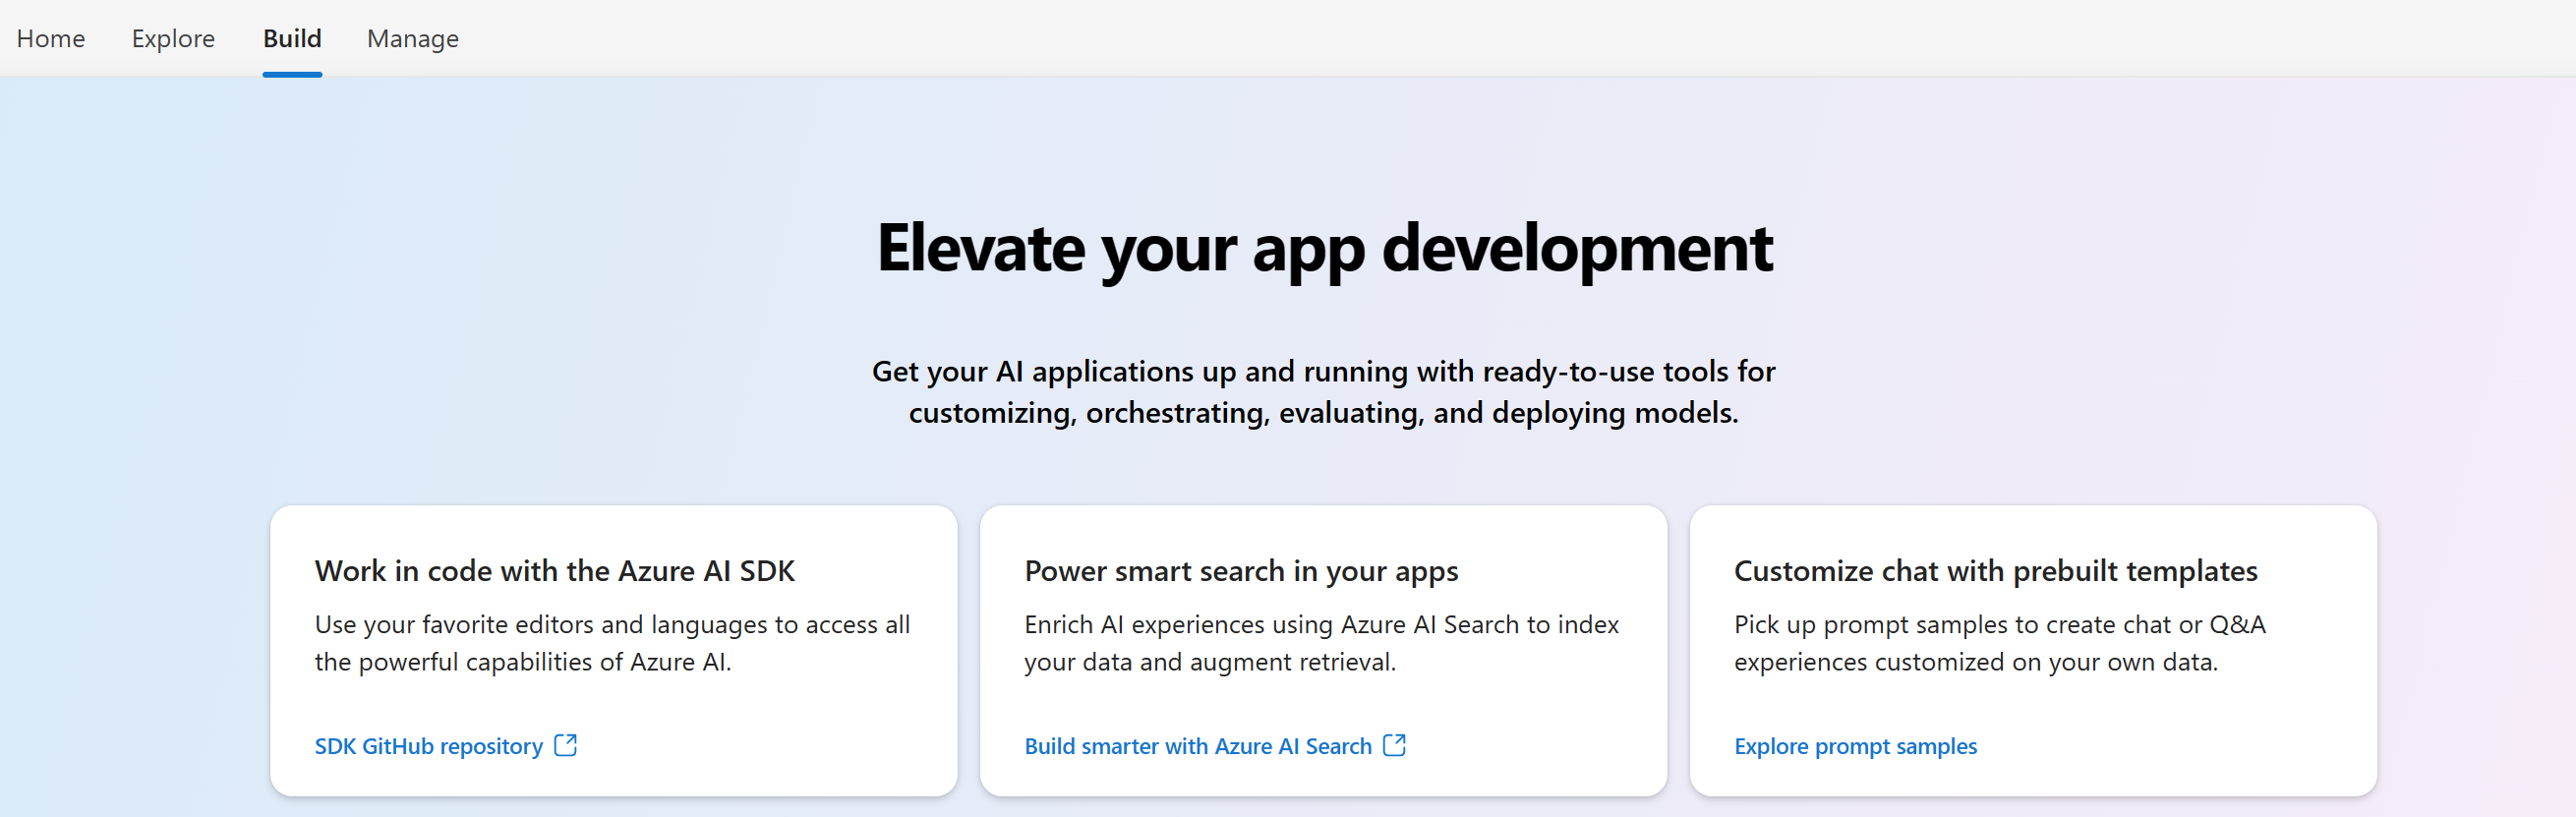 Home Explore Build Manage
Elevate your app development
Get your AI applications up and running with ready-to-use tools for
customizing, orchestrating, evaluating, and deploying models.
Work in code with the Azure AI SDK
Use your favorite editors and languages to access all
the powerful capabilities of Azure AI.
SDK GitHub repository
Power smart search in your apps
Enrich AI experiences using Azure AI Search to index
your data and augment retrieval.
Build smarter with Azure AI Search
Customize chat with prebuilt templates
Pick up prompt samples to create chat or Q&A
experiences customized on your own data.
Explore prompt samples